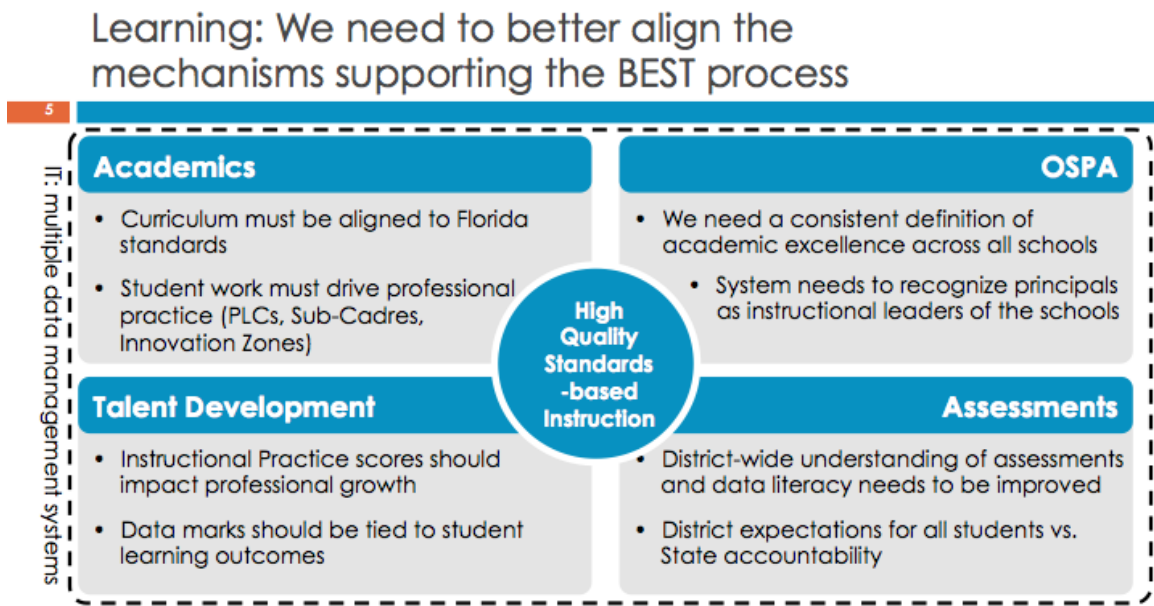 Learning: We need to better align the
mechanisms supporting the BEST process
5
IT: multiple data management systems
Academics
• Curriculum must be aligned to Florida
standards
• Student work must drive professional
practice (PLCs, Sub-Cadres,
Innovation Zones)
OSPA
• We need a consistent definition of
academic excellence across all schools
• System needs to recognize principals
as instructional leaders of the schools
High
Quality
Standards
-based
Instruction
Talent Development
• Instructional Practice scores should
impact professional growth
• Data marks should be tied to student
learning outcomes
Assessments
• District-wide understanding of assessments
and data literacy needs to be improved
• District expectations for all students vs.
State accountability